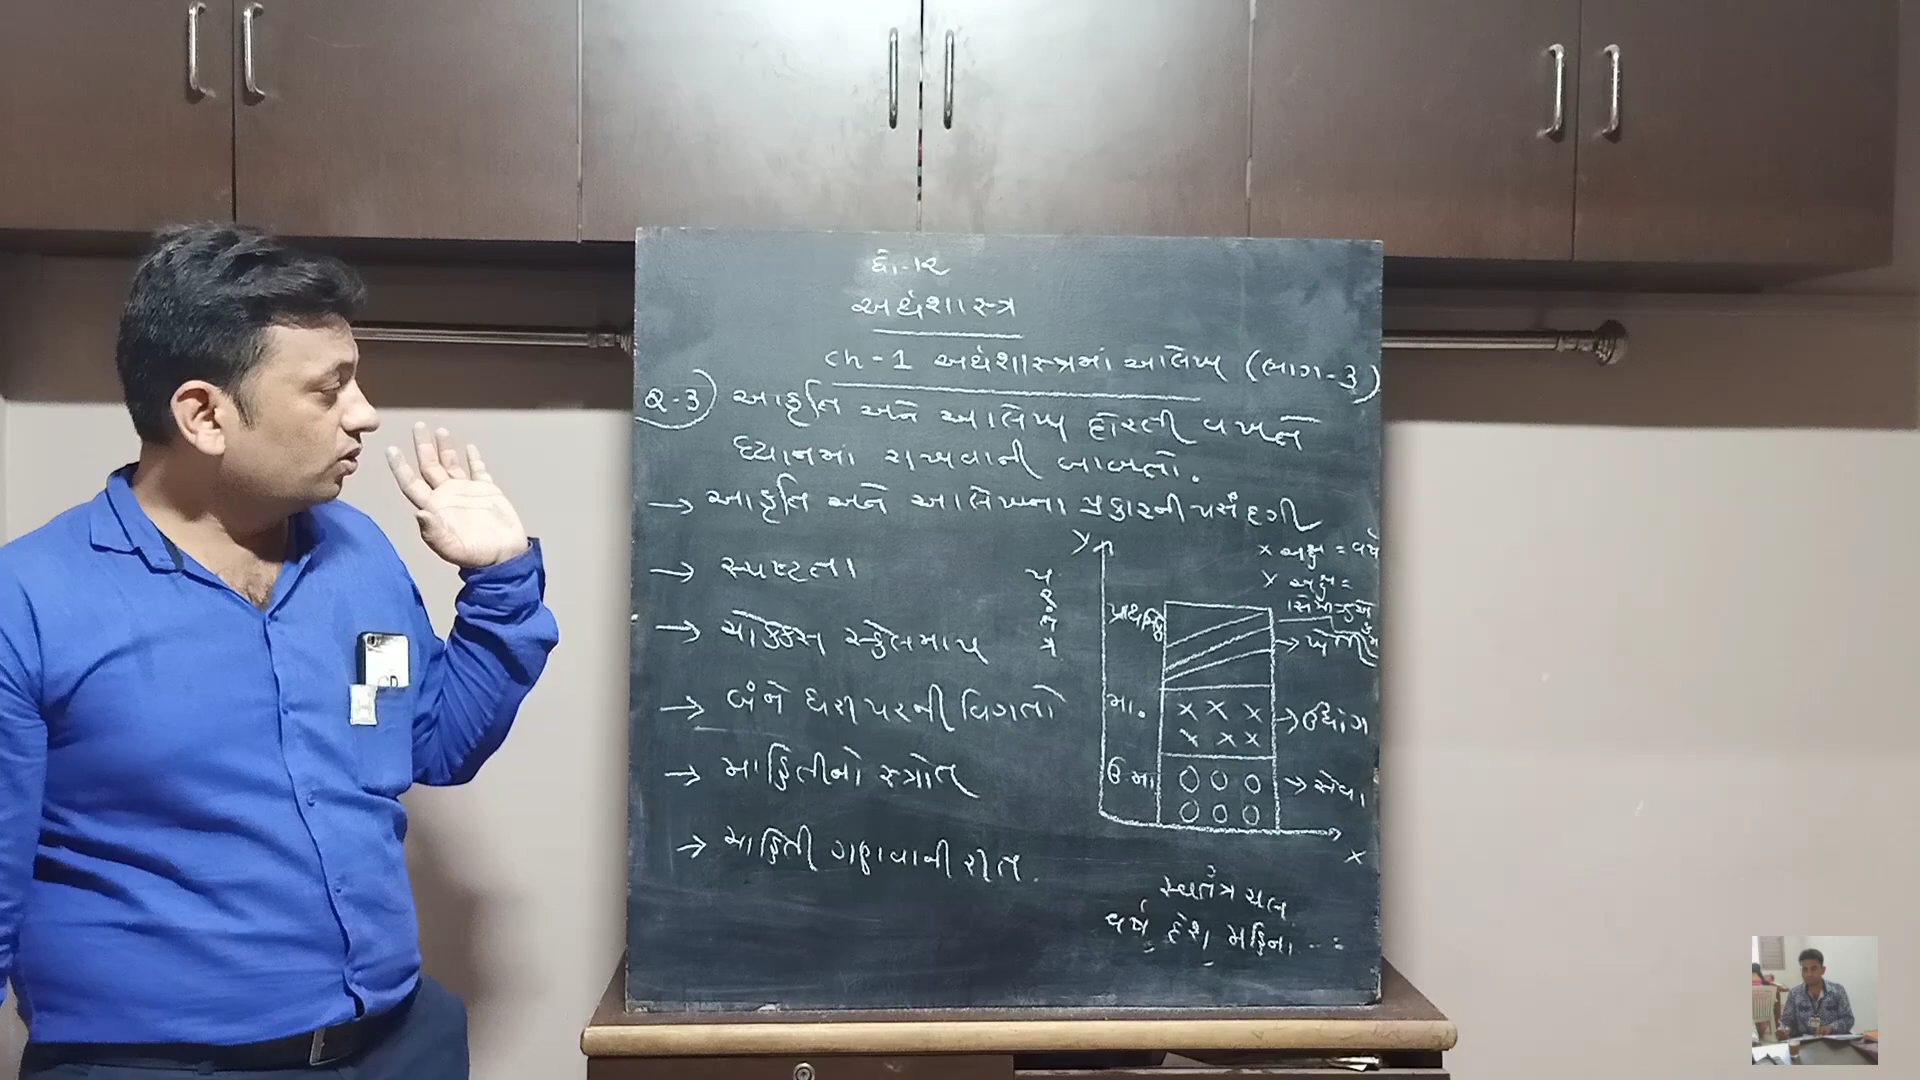 ધો.-૧૨
અર્થશાસ્ત્ર
ch - 1 અર્થશાસ્ત્રમાં આલેખ (ભાગ-3)
Q-3) આકૃતિ અને આલેખ દોરતી વખતે
ધ્યાનમાં રાખવાની બાબતો.
→ આકૃતિ અને આલેખના પ્રકારની પસંદગી
→ સ્પષ્ટતા
→ ચોક્કસ સ્કેલમાપ
→ બંને ધરી પરની વિગતો
→ માહિતીનો સ્ત્રોત
→ માહિતી ગણવાની રીત.
Y
X અક્ષ = વર્ષ
Y અક્ષ =
પ્રાથમિક
→ ખેતી
મા.
→ ઉદ્યોગ
ઉ.મા.
→ સેવા
X
સ્વતંત્ર ચલ
વર્ષ, દેશ, મહિના ---